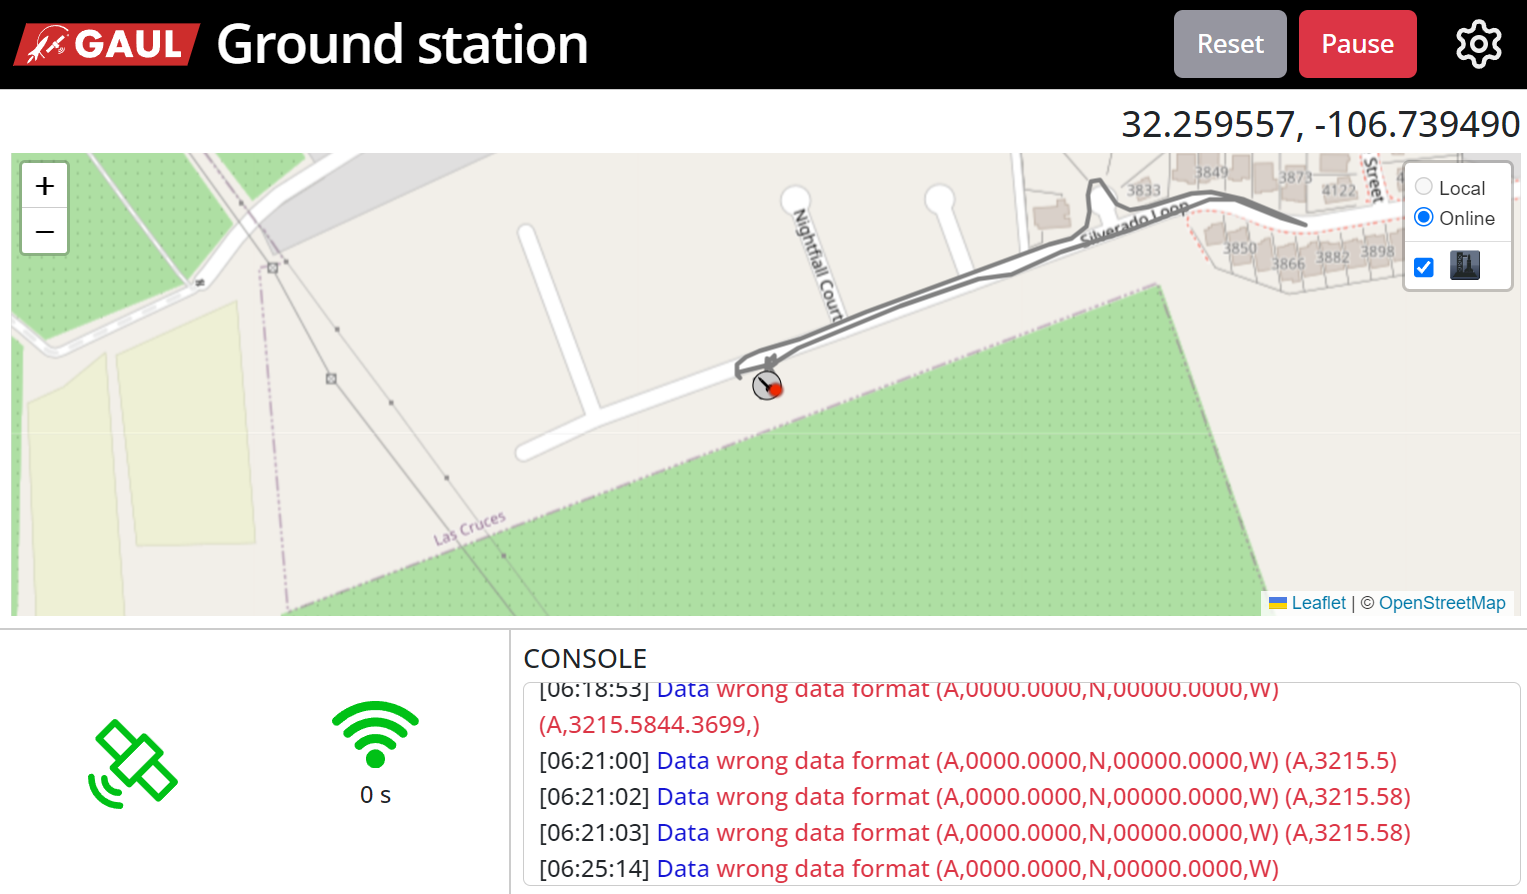 GAUL Ground station
Reset
Pause
32.259557, -106.739490
+
−
Nightfiall Court
Silverado Loop
3833
3849
3873
4122
Street
3850
3866
3882
3898
Local
Online
Las Cruces
Leaflet | © OpenStreetMap
0 s
CONSOLE
[06:18:53] Data wrong data format (A,0000.0000,N,00000.0000,W)
(A,3215.5844.3699,)
[06:21:00] Data wrong data format (A,0000.0000,N,00000.0000,W) (A,3215.5)
[06:21:02] Data wrong data format (A,0000.0000,N,00000.0000,W) (A,3215.58)
[06:21:03] Data wrong data format (A,0000.0000,N,00000.0000,W) (A,3215.58)
[06:25:14] Data wrong data format (A,0000.0000,N,00000.0000,W)